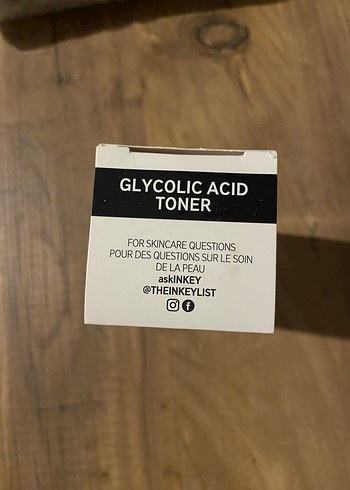 GLYCOLIC ACID
TONER
FOR SKINCARE QUESTIONS
POUR DES QUESTIONS SUR LE SOIN
DE LA PEAU
askINKEY
@THEINKEYLIST